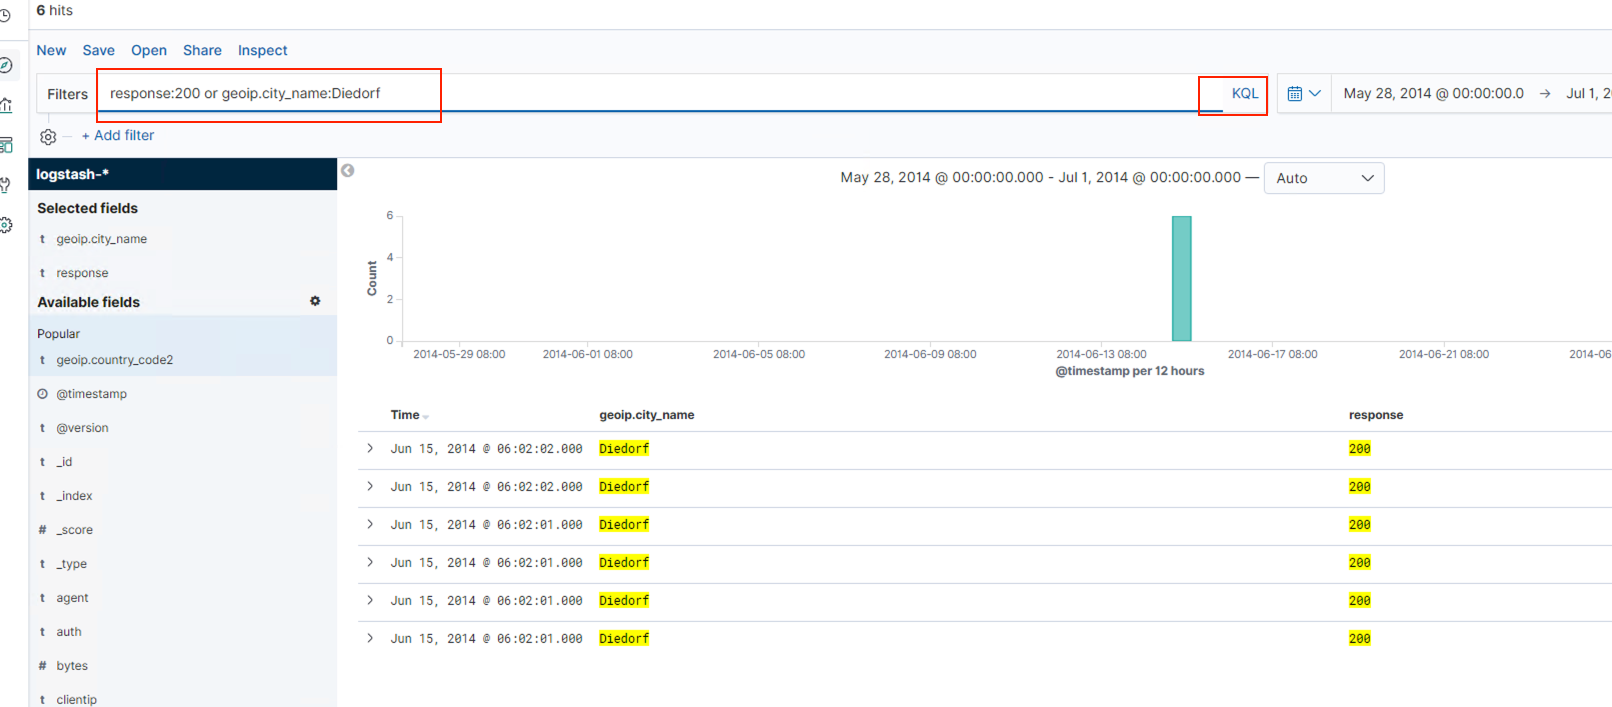 6 hits
New Save Open Share Inspect
Filters response:200 or geoip.city_name:Diedorf KQL May 28, 2014 @ 00:00:00.0 → Jul 1, 2
+ Add filter
logstash-*
May 28, 2014 @ 00:00:00.000 - Jul 1, 2014 @ 00:00:00.000 — Auto
Selected fields
t geoip.city_name
t response
Available fields
Popular
t geoip.country_code2
@timestamp
t @version
t _id
t _index
# _score
t _type
t agent
t auth
# bytes
t clientip
Count
6
4
2
0
2014-05-29 08:00 2014-06-01 08:00 2014-06-05 08:00 2014-06-09 08:00 2014-06-13 08:00 2014-06-17 08:00 2014-06-21 08:00 2014-06
@timestamp per 12 hours
Time geoip.city_name response
Jun 15, 2014 @ 06:02:02.000 Diedorf 200
Jun 15, 2014 @ 06:02:02.000 Diedorf 200
Jun 15, 2014 @ 06:02:01.000 Diedorf 200
Jun 15, 2014 @ 06:02:01.000 Diedorf 200
Jun 15, 2014 @ 06:02:01.000 Diedorf 200
Jun 15, 2014 @ 06:02:01.000 Diedorf 200